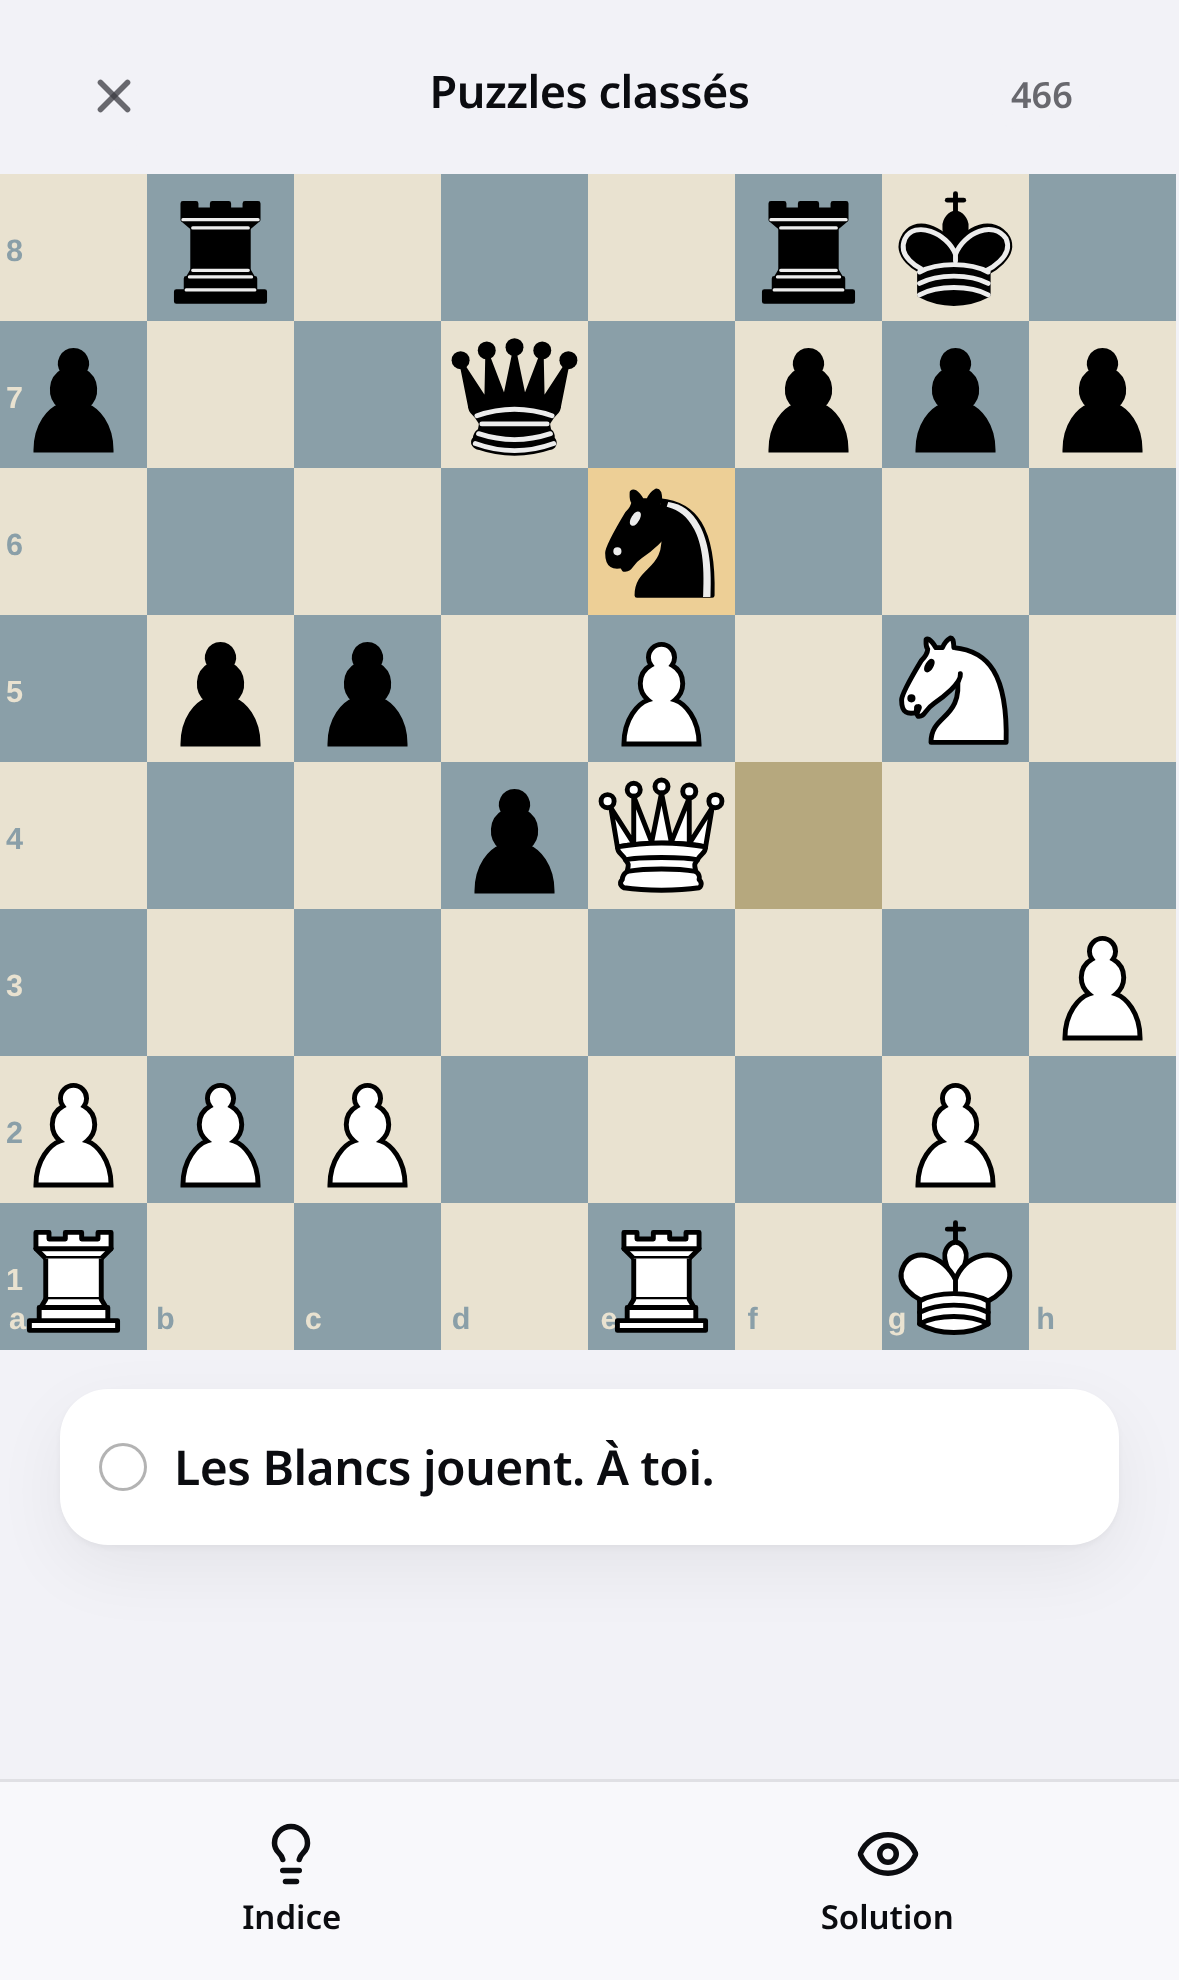 Puzzles classés
466
8
7
6
5
4
3
2
1
a b c d e f g h
Les Blancs jouent. À toi.
Indice
Solution